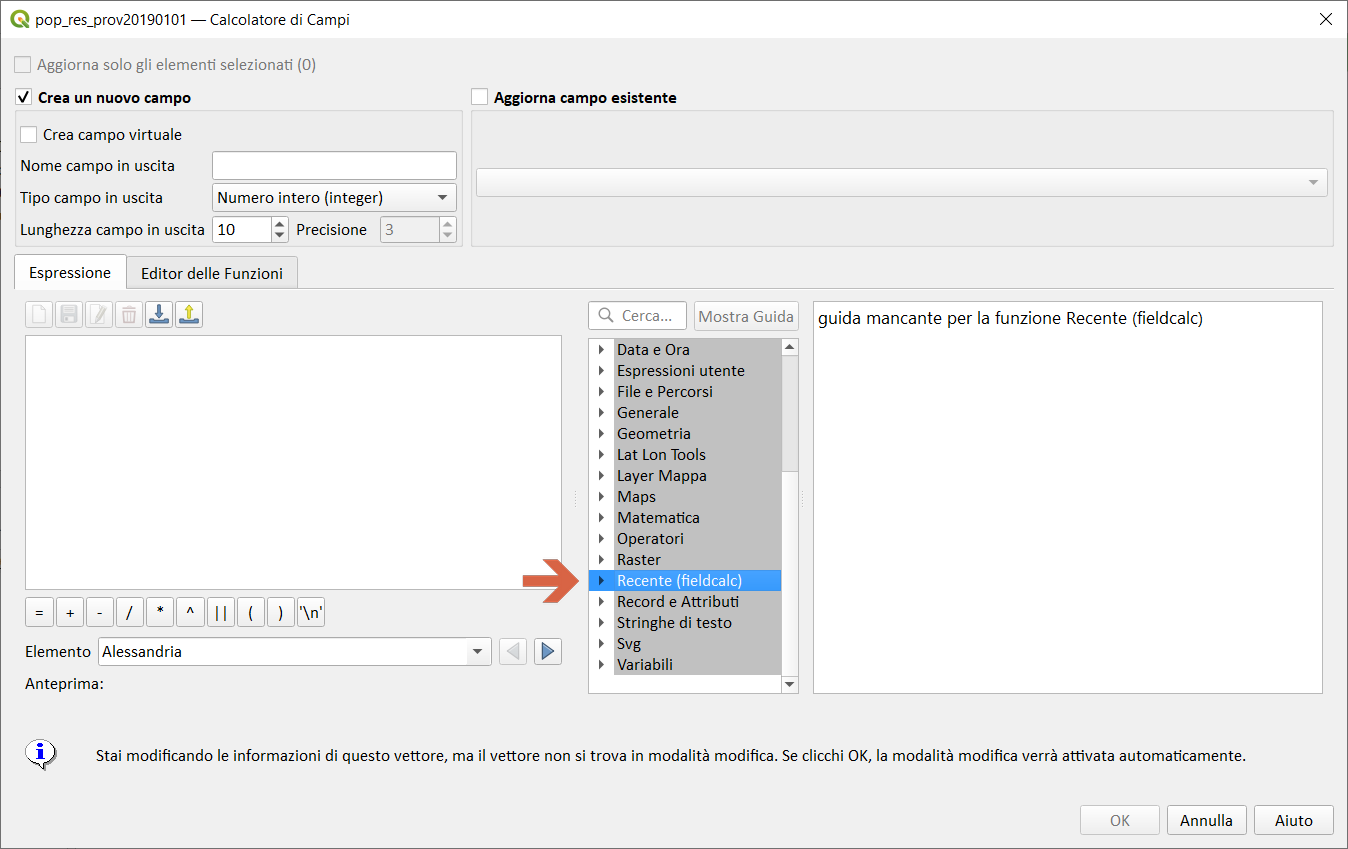 pop_res_prov20190101 — Calcolatore di Campi
Aggiorna solo gli elementi selezionati (0)
Crea un nuovo campo
Aggiorna campo esistente
Crea campo virtuale
Nome campo in uscita
Tipo campo in uscita Numero intero (integer)
Lunghezza campo in uscita 10 Precisione 3
Espressione Editor delle Funzioni
Cerca... Mostra Guida
guida mancante per la funzione Recente (fieldcalc)
Data e Ora
Espressioni utente
File e Percorsi
Generale
Geometria
Lat Lon Tools
Layer Mappa
Maps
Matematica
Operatori
Raster
Recente (fieldcalc)
Record e Attributi
Stringhe di testo
Svg
Variabili
= + - / * ^ || ( ) '\n'
Elemento Alessandria
Anteprima:
Stai modificando le informazioni di questo vettore, ma il vettore non si trova in modalità modifica. Se clicchi OK, la modalità modifica verrà attivata automaticamente.
OK Annulla Aiuto